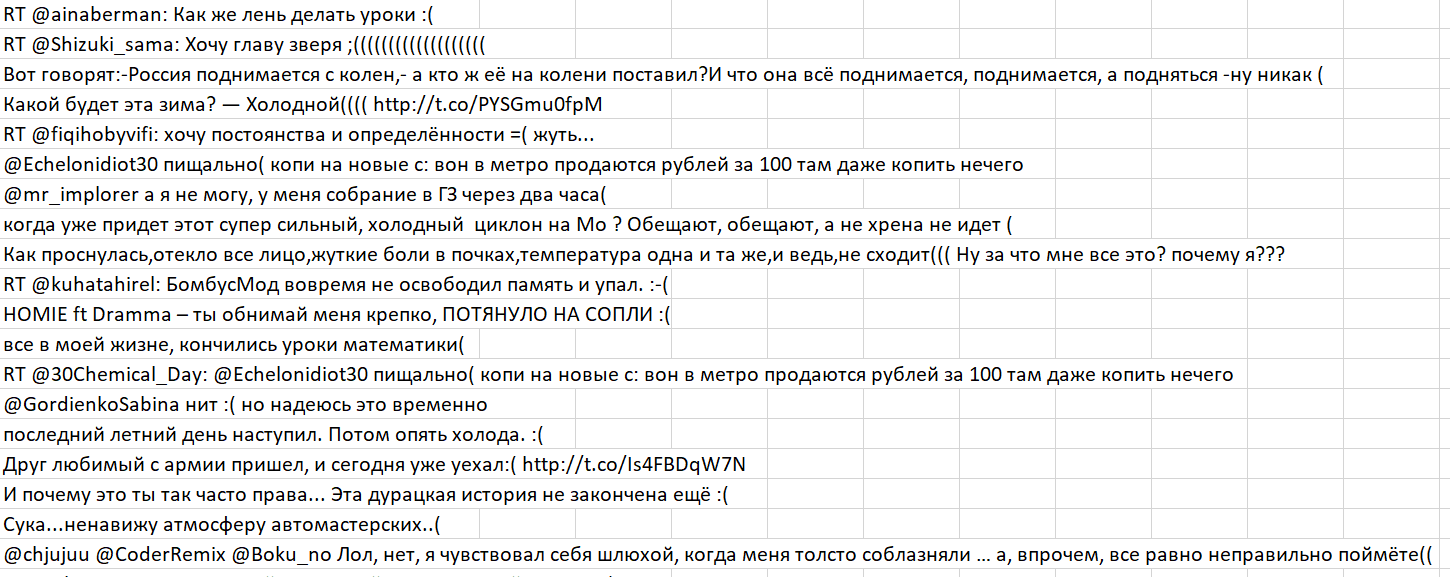 RT @ainaberman: Как же лень делать уроки :(
RT @Shizuki_sama: Хочу главу зверя ;(((((((((((((((((((
Вот говорят:-Россия поднимается с колен,- а кто ж её на колени поставил?И что она всё поднимается, поднимается, а подняться -ну никак (
Какой будет эта зима? — Холодной(((( http://t.co/PYSGmu0fpM
RT @fiqihobyvifi: хочу постоянства и определённости =( жуть...
@Echelonidiot30 пищально( копи на новые с: вон в метро продаются рублей за 100 там даже копить нечего
@mr_implorer а я не могу, у меня собрание в ГЗ через два часа(
когда уже придет этот супер сильный, холодный  циклон на Мо ? Обещают, обещают, а не хрена не идет (
Как проснулась,отекло все лицо,жуткие боли в почках,температура одна и та же,и ведь,не сходит((( Ну за что мне все это? почему я???
RT @kuhatahirel: БомбусМод вовремя не освободил память и упал. :-(
HOMIE ft Dramma – ты обнимай меня крепко, ПОТЯНУЛО НА СОПЛИ :(
все в моей жизне, кончились уроки математики(
RT @30Chemical_Day: @Echelonidiot30 пищально( копи на новые с: вон в метро продаются рублей за 100 там даже копить нечего
@GordienkoSabina нит :( но надеюсь это временно
последний летний день наступил. Потом опять холода. :(
Друг любимый с армии пришел, и сегодня уже уехал:( http://t.co/Is4FBDqW7N
И почему это ты так часто права... Эта дурацкая история не закончена ещё :(
Сука...ненавижу атмосферу автомастерских..(
@chjujuu @CoderRemix @Boku_no Лол, нет, я чувствовал себя шлюхой, когда меня толсто соблазняли ... а, впрочем, все равно неправильно поймёте((